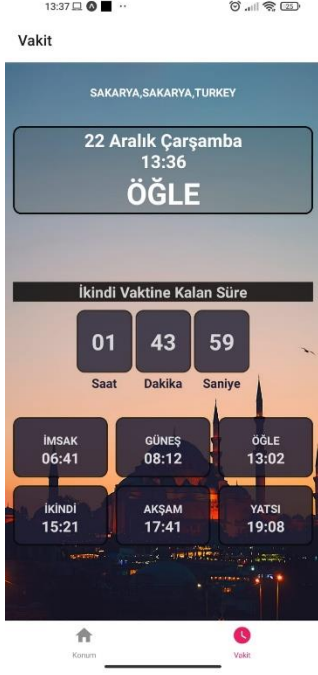 13:37
25
Vakit
SAKARYA,SAKARYA,TURKEY
22 Aralık Çarşamba
13:36
ÖĞLE
İkindi Vaktine Kalan Süre
01 43 59
Saat Dakika Saniye
İMSAK GÜNEŞ ÖĞLE
06:41 08:12 13:02
İKİNDİ AKŞAM YATSI
15:21 17:41 19:08
Konum Vakit